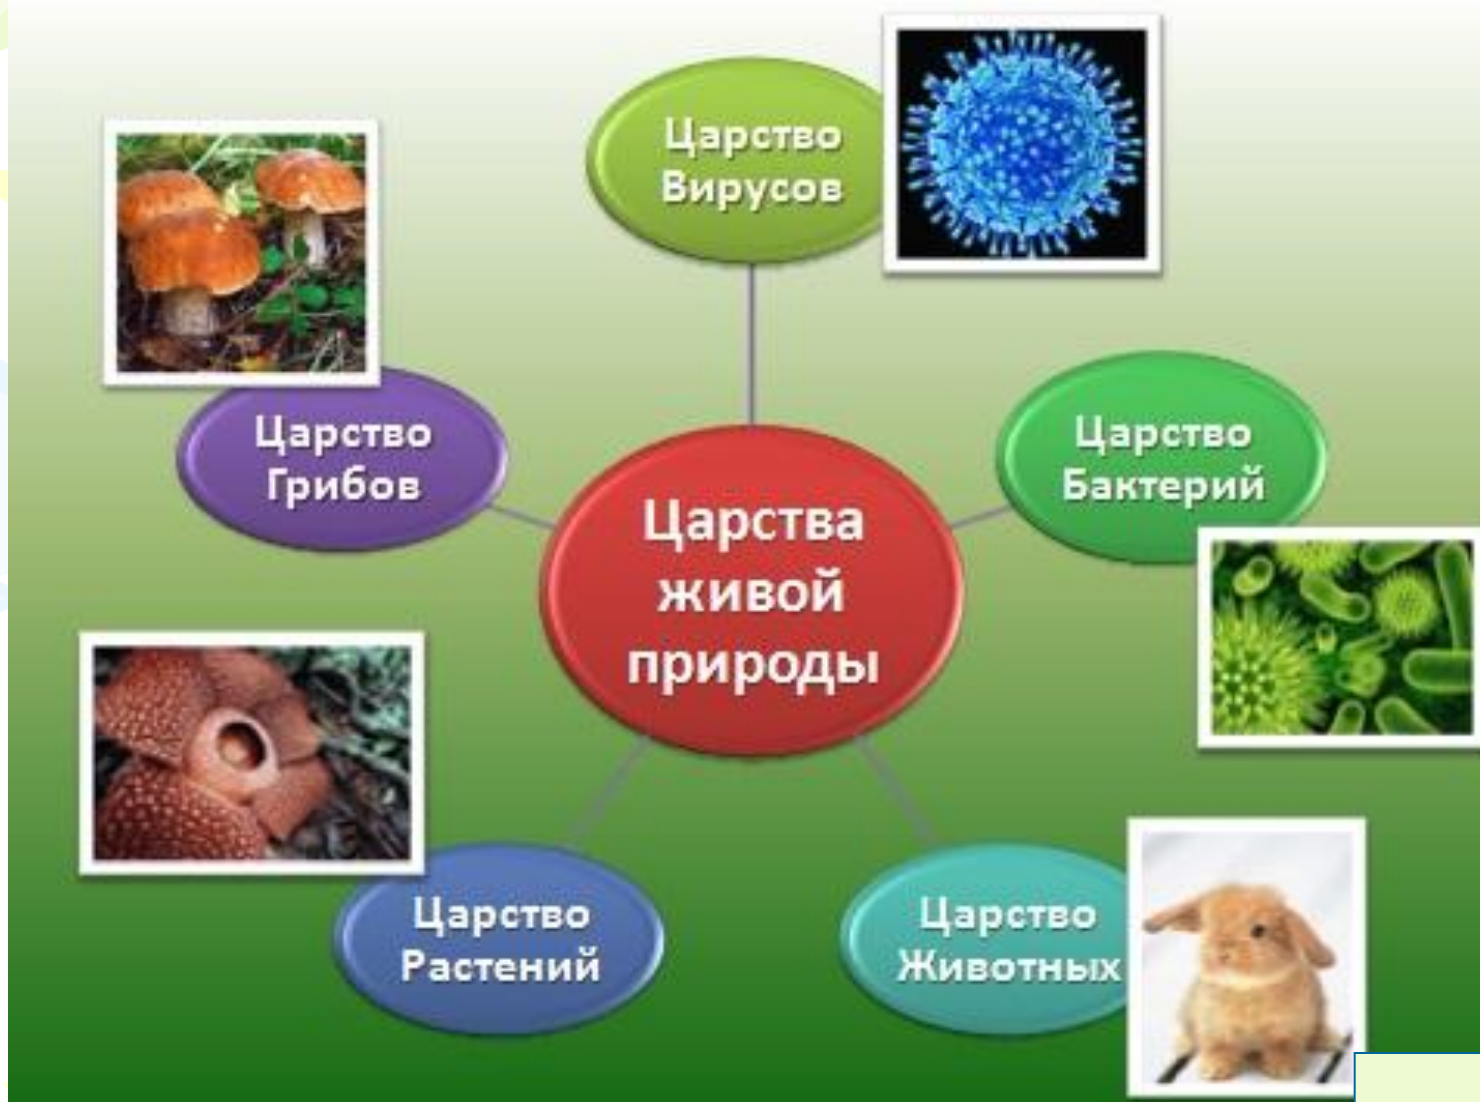 Царство
Вирусов
Царство
Грибов
Царство
Бактерий
Царства
живой
природы
Царство
Растений
Царство
Животных